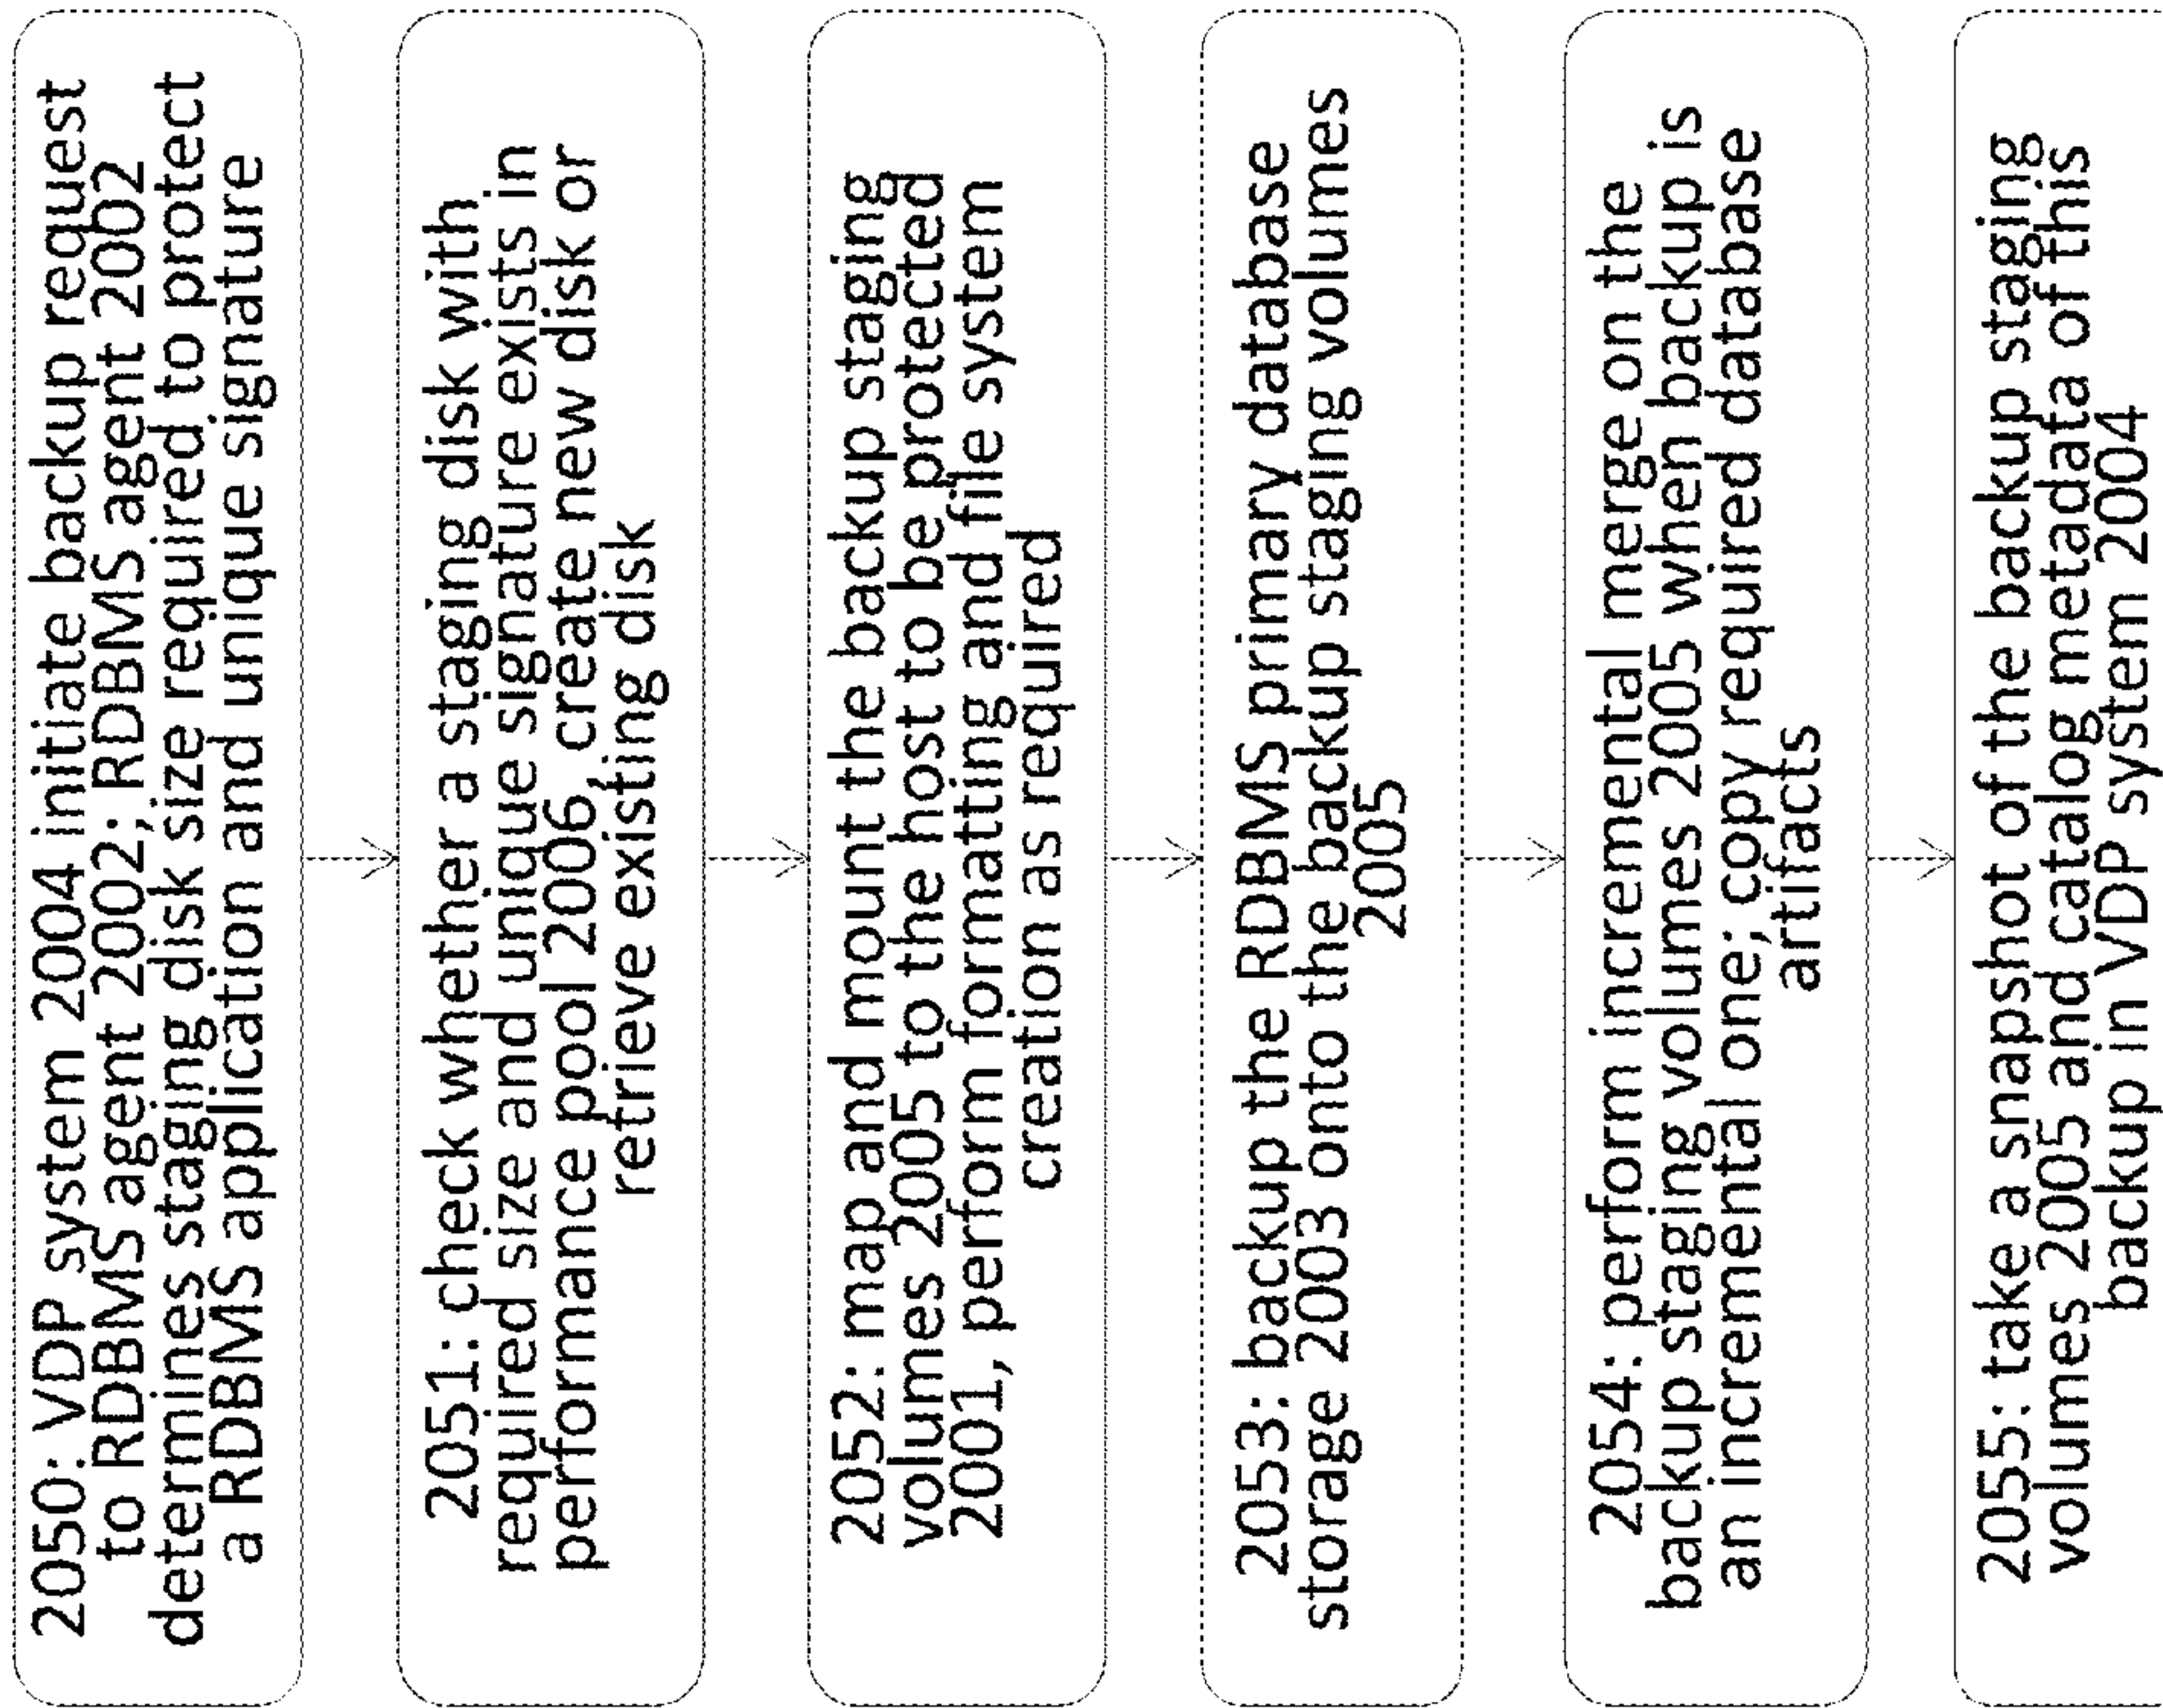 2050: VDP system 2004 initiate backup request
to RDBMS agent 2002; RDBMS agent 2002
determines staging disk size required to protect
a RDBMS application and unique signature
2051: check whether a staging disk with
required size and unique signature exists in
performance pool 2006, create new disk or
retrieve existing disk
2052: map and mount the backup staging
volumes 2005 to the host to be protected
2001, perform formatting and file system
creation as required
2053: backup the RDBMS primary database
storage 2003 onto the backup staging volumes
2005
2054: perform incremental merge on the
backup staging volumes 2005 when backup is
an incremental one; copy required database
artifacts
2055: take a snapshot of the backup staging
volumes 2005 and catalog metadata of this
backup in VDP system 2004